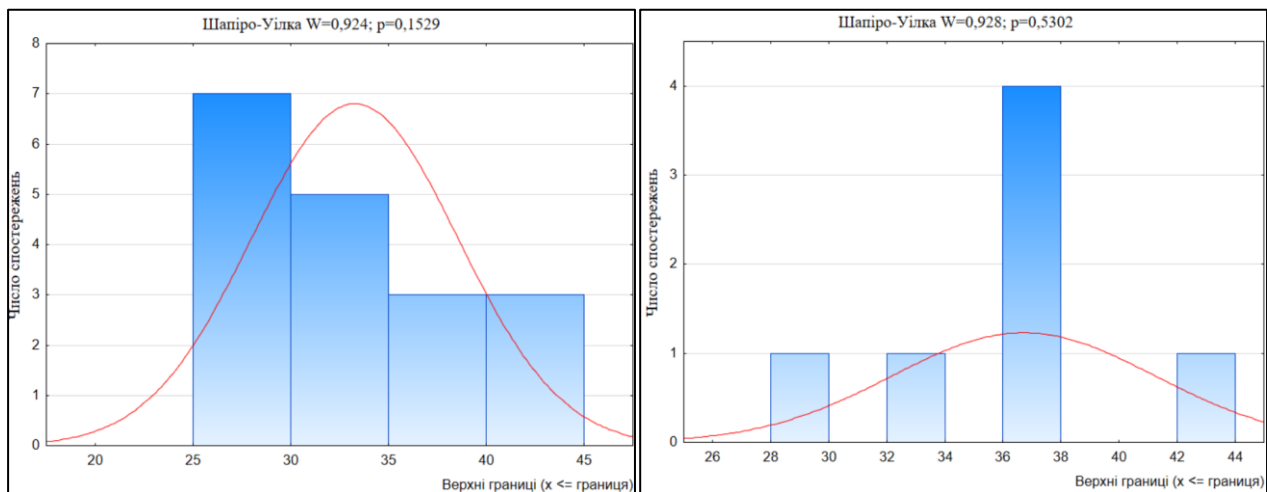 Шапіро-Уілка W=0,924; p=0,1529
8
7
6
5
4
3
2
1
0
Число спостережень
20 25 30 35 40 45
Верхні границі (x <= границя)
Шапіро-Уілка W=0,928; p=0,5302
4
3
2
1
0
Число спостережень
26 28 30 32 34 36 38 40 42 44
Верхні границі (x <= границя)